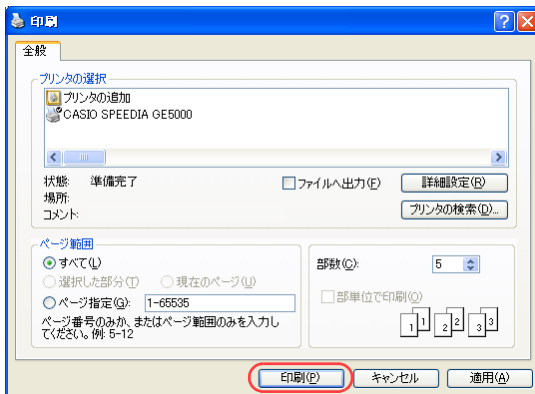 印刷
全般
プリンタの選択
プリンタの追加
CASIO SPEEDIA GE5000
状態: 準備完了
ファイルへ出力(F) 詳細設定(R)
場所:
コメント: プリンタの検索(D)...
ページ範囲
すべて(L)
選択した部分(T) 現在のページ(U)
ページ指定(G): 1-65535
ページ番号のみか、またはページ範囲のみを入力し
てください。例: 5-12
部数(C): 5
部単位で印刷(O)
1 1 2 2 3 3
印刷(P) キャンセル 適用(A)